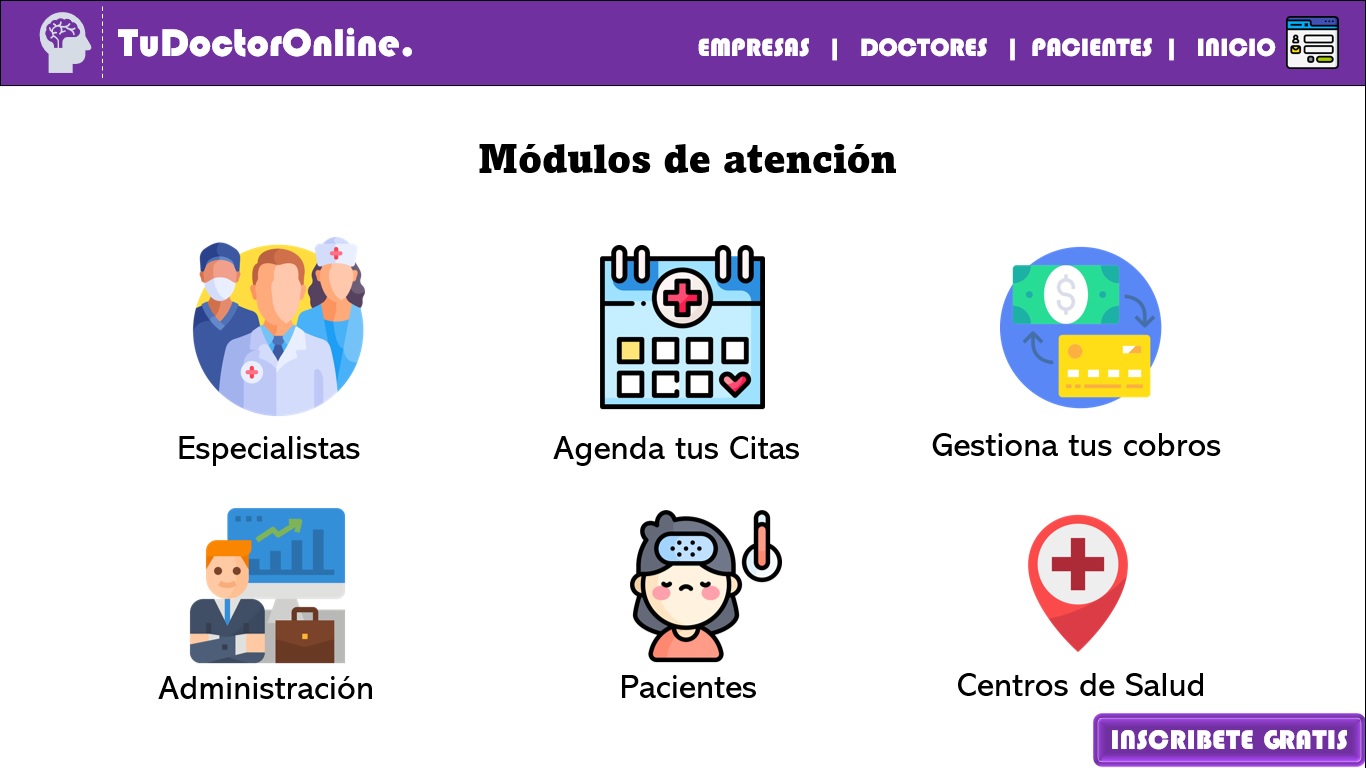 TuDoctorOnline.
EMPRESAS | DOCTORES | PACIENTES | INICIO
Módulos de atención
Especialistas
Agenda tus Citas
$
Gestiona tus cobros
Administración
Pacientes
Centros de Salud
INSCRIBETE GRATIS